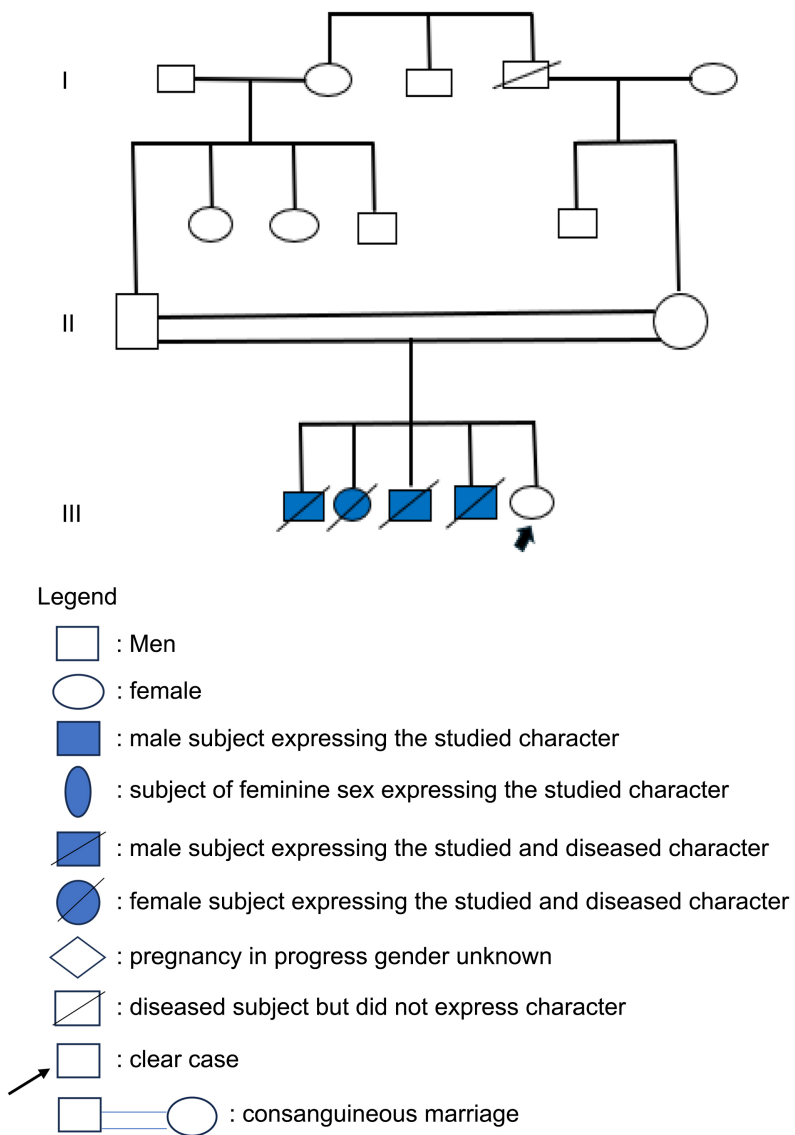 I
II
III
Legend
: Men
: female
: male subject expressing the studied character
: subject of feminine sex expressing the studied character
: male subject expressing the studied and diseased character
: female subject expressing the studied and diseased character
: pregnancy in progress gender unknown
: diseased subject but did not express character
: clear case
: consanguineous marriage